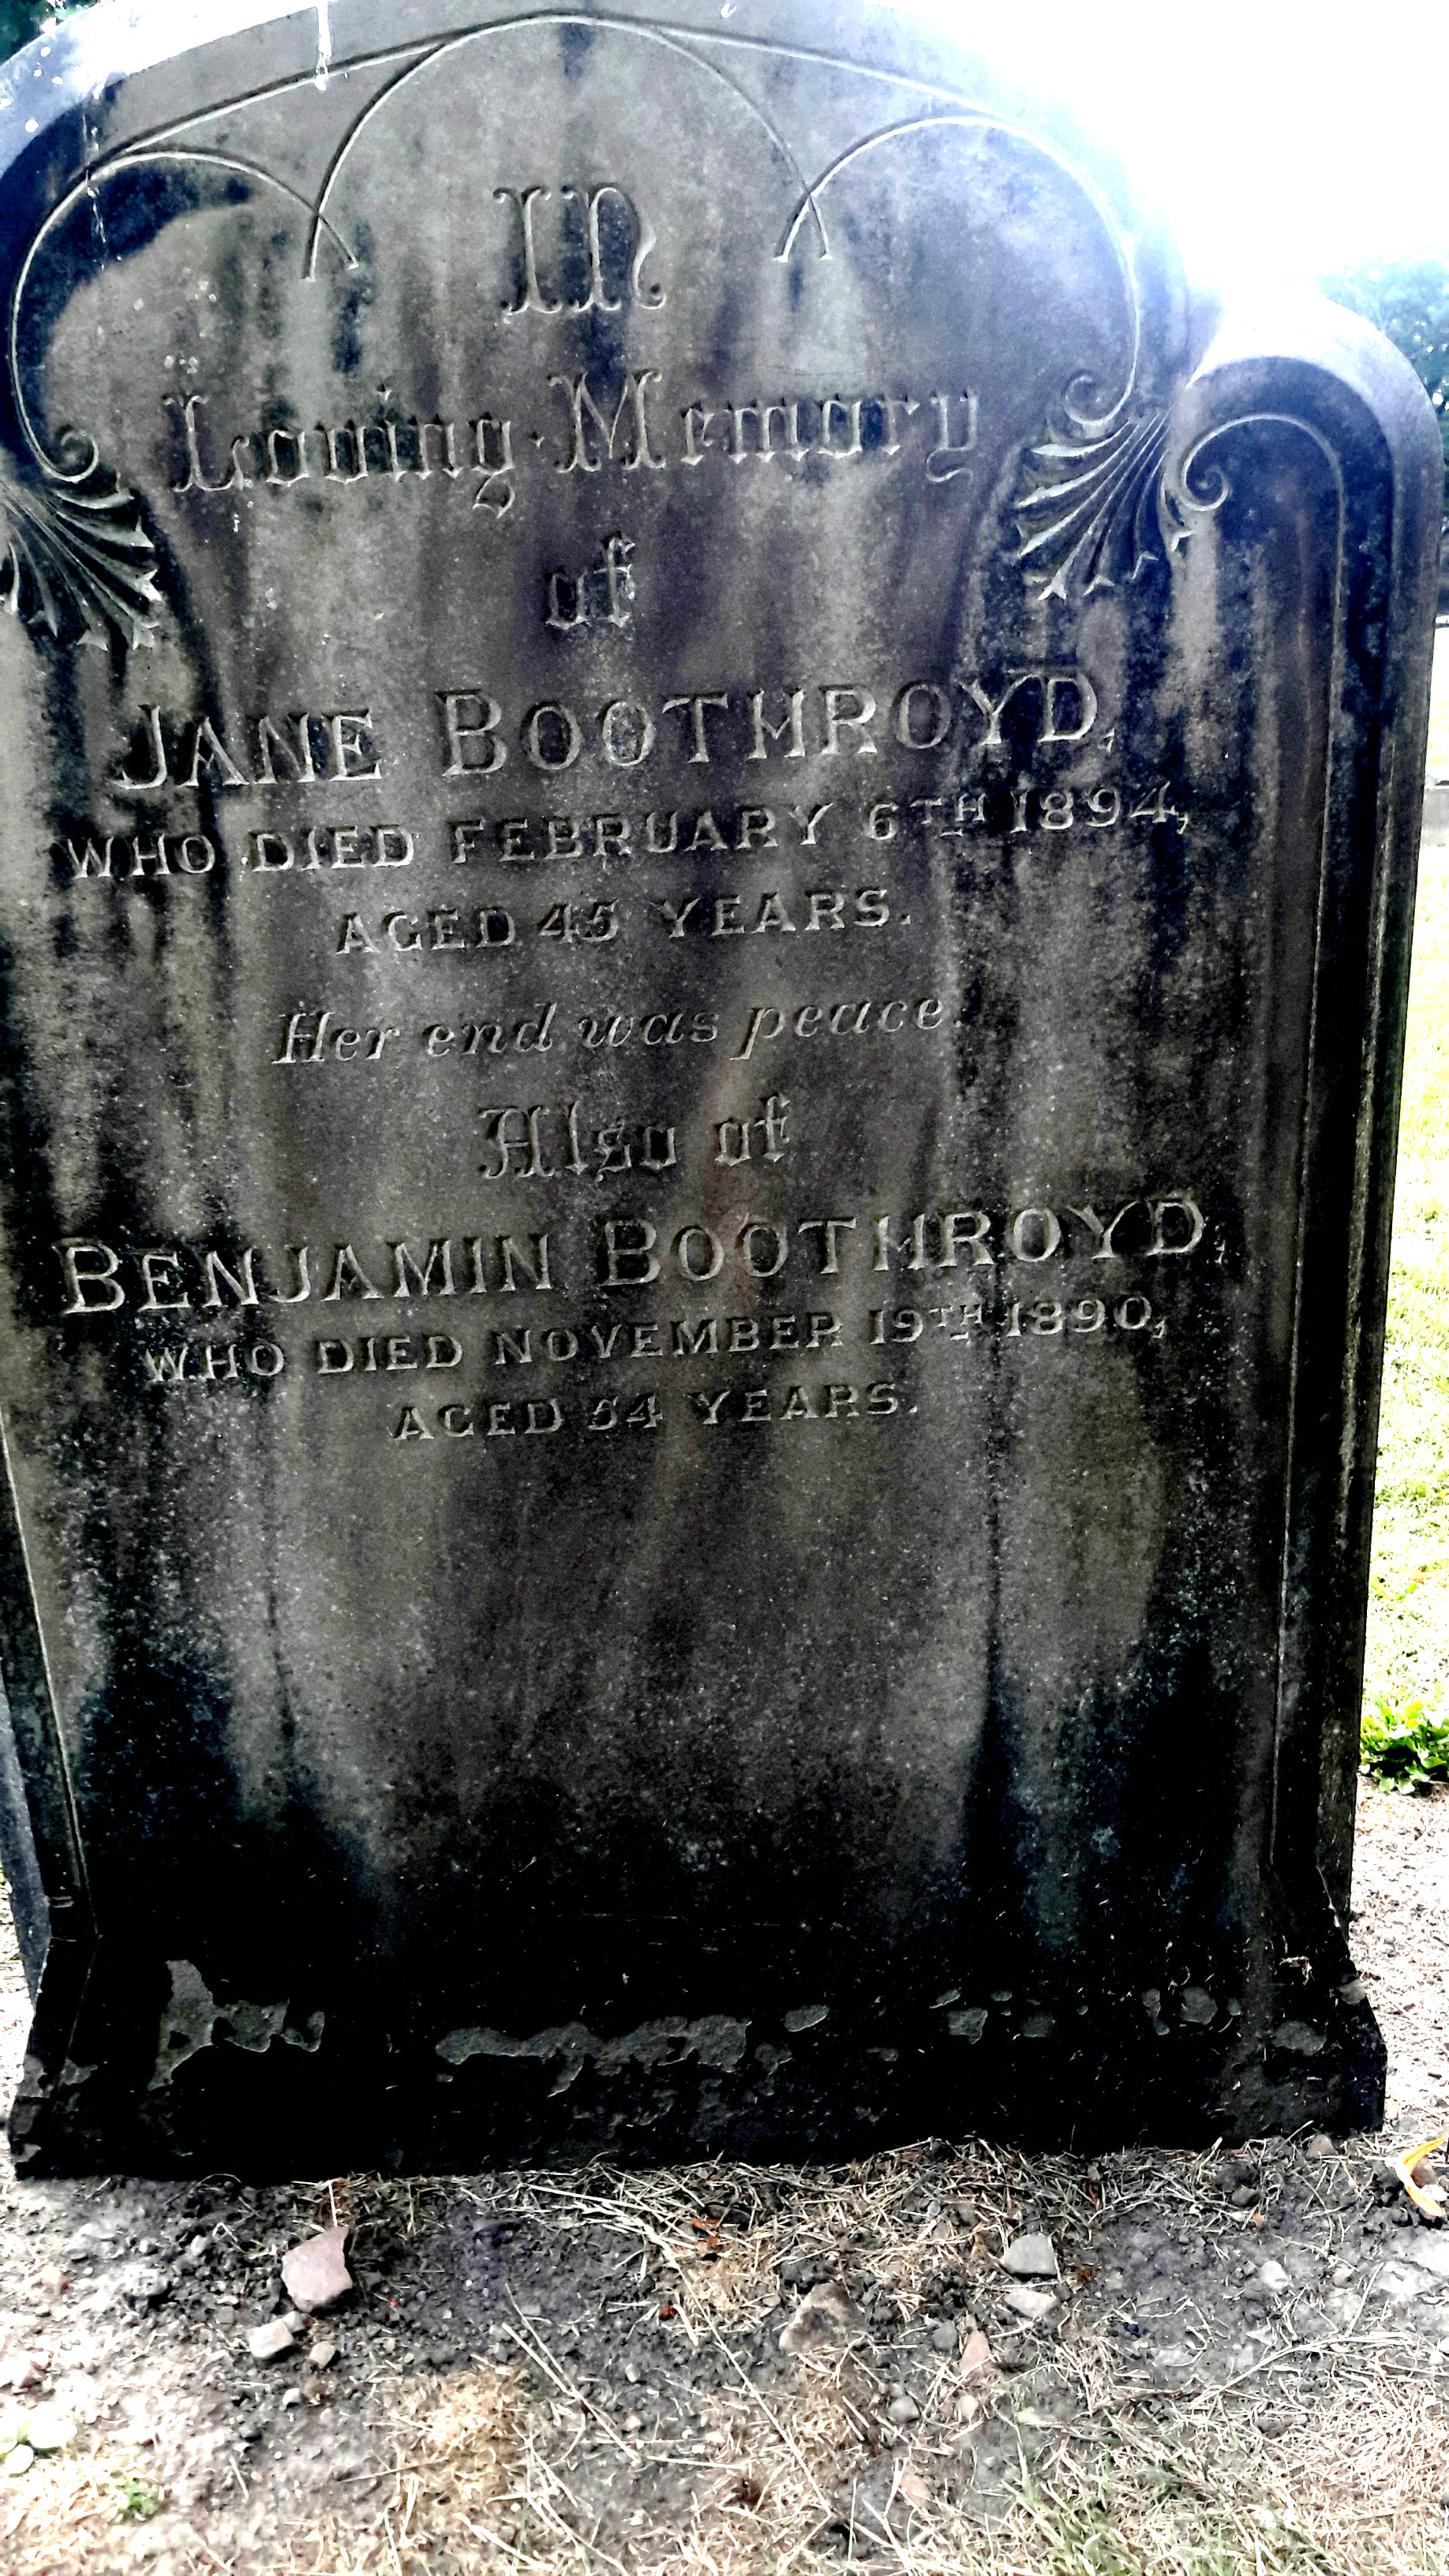 In
Loving Memory
of
JANE BOOTHROYD,
WHO DIED FEBRUARY 6TH 1894,
AGED 45 YEARS.
Her end was peace.
Also of
BENJAMIN BOOTHROYD,
WHO DIED NOVEMBER 19TH 1890,
AGED 54 YEARS.